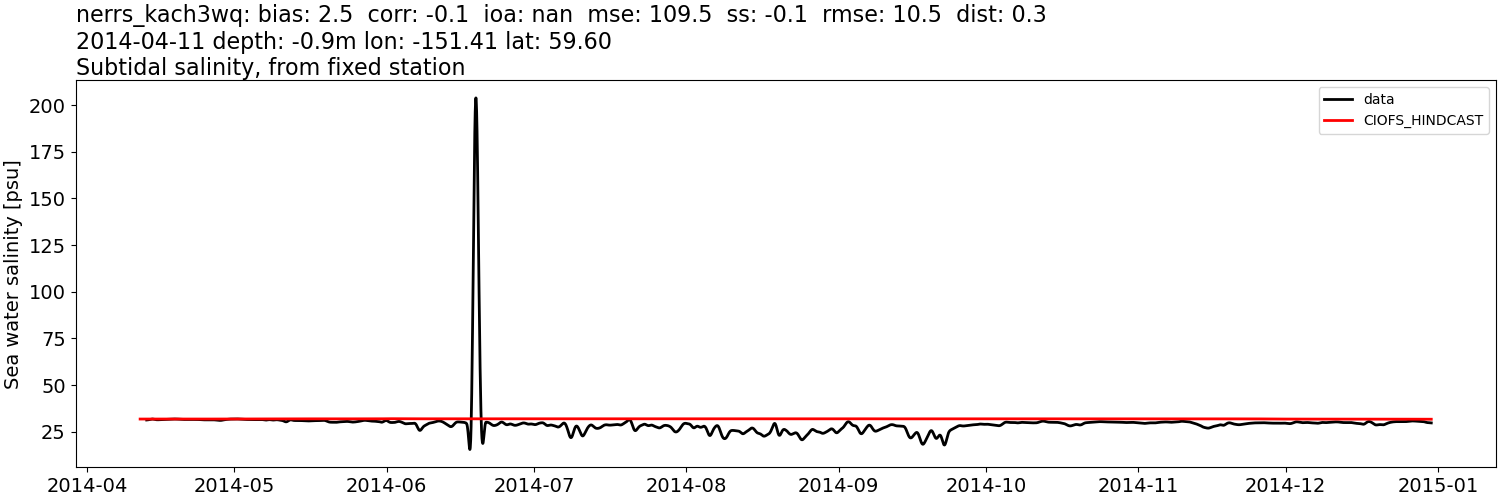 nerrs_kach3wq: bias: 2.5  corr: -0.1  ioa: nan  mse: 109.5  ss: -0.1  rmse: 10.5  dist: 0.3
2014-04-11 depth: -0.9m lon: -151.41 lat: 59.60
Subtidal salinity, from fixed station
data
CIOFS_HINDCAST
Sea water salinity [psu]
200
175
150
125
100
75
50
25
2014-04 2014-05 2014-06 2014-07 2014-08 2014-09 2014-10 2014-11 2014-12 2015-01